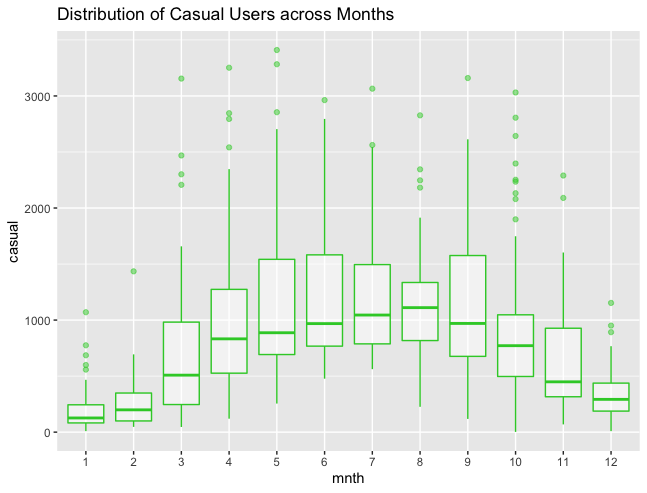 Distribution of Casual Users across Months
3000
2000
1000
0
casual
1 2 3 4 5 6 7 8 9 10 11 12
mnth